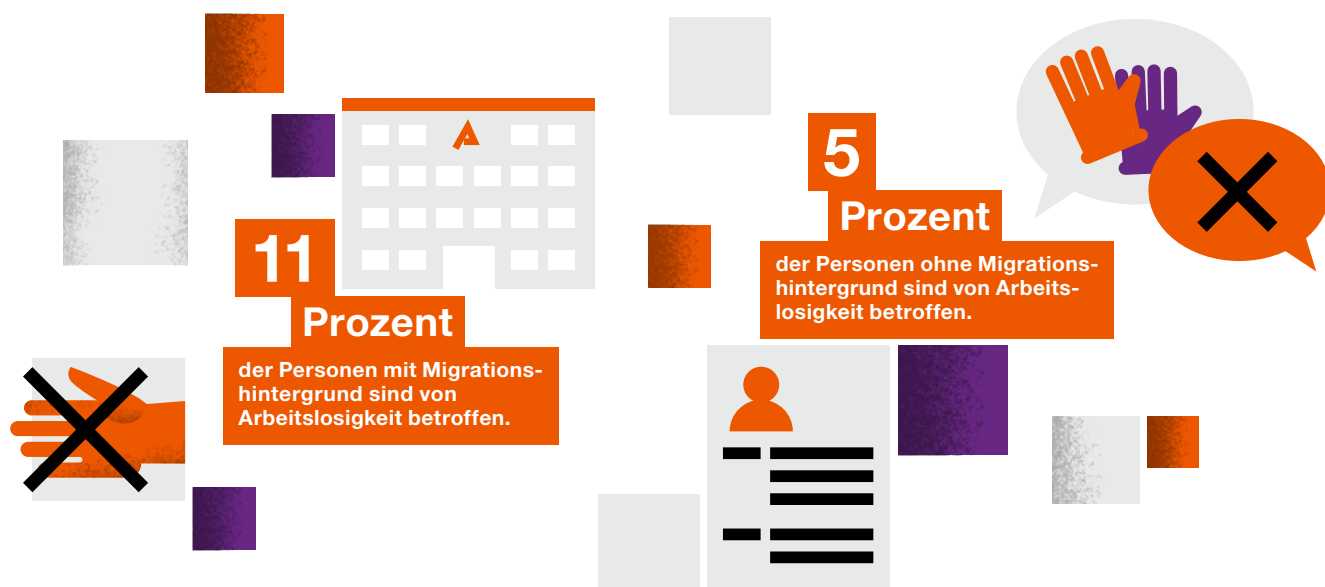 11
Prozent
der Personen mit Migrations-
hintergrund sind von
Arbeitslosigkeit betroffen.
5
Prozent
der Personen ohne Migrations-
hintergrund sind von Arbeits-
losigkeit betroffen.